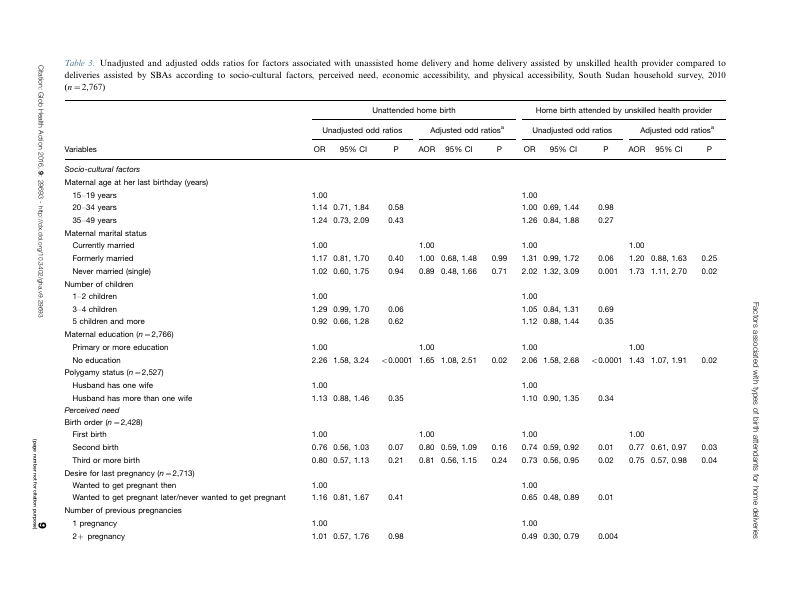 Table 3. Unadjusted and adjusted odds ratios for factors associated with unassisted home delivery and home delivery assisted by unskilled health provider compared to
deliveries assisted by SBAs according to socio-cultural factors, perceived need, economic accessibility, and physical accessibility, South Sudan household survey, 2010
(n=2,767)
Unattended home birth Home birth attended by unskilled health provider
Unadjusted odd ratios Adjusted odd ratiosᵃ Unadjusted odd ratios Adjusted odd ratiosᵃ
Variables OR 95% CI P AOR 95% CI P OR 95% CI P AOR 95% CI P
Socio-cultural factors
Maternal age at her last birthday (years)
15–19 years 1.00 1.00
20–34 years 1.14 0.71, 1.84 0.58 1.00 0.69, 1.44 0.98
35–49 years 1.24 0.73, 2.09 0.43 1.26 0.84, 1.88 0.27
Maternal marital status
Currently married 1.00 1.00 1.00 1.00
Formerly married 1.17 0.81, 1.70 0.40 1.00 0.68, 1.48 0.99 1.31 0.99, 1.72 0.06 1.20 0.88, 1.63 0.25
Never married (single) 1.02 0.60, 1.75 0.94 0.89 0.48, 1.66 0.71 2.02 1.32, 3.09 0.001 1.73 1.11, 2.70 0.02
Number of children
1–2 children 1.00 1.00
3–4 children 1.29 0.99, 1.70 0.06 1.05 0.84, 1.31 0.69
5 children and more 0.92 0.66, 1.28 0.62 1.12 0.88, 1.44 0.35
Maternal education (n=2,766)
Primary or more education 1.00 1.00 1.00 1.00
No education 2.26 1.58, 3.24 <0.0001 1.65 1.08, 2.51 0.02 2.06 1.58, 2.68 <0.0001 1.43 1.07, 1.91 0.02
Polygamy status (n=2,527)
Husband has one wife 1.00 1.00
Husband has more than one wife 1.13 0.88, 1.46 0.35 1.10 0.90, 1.35 0.34
Perceived need
Birth order (n=2,428)
First birth 1.00 1.00 1.00 1.00
Second birth 0.76 0.56, 1.03 0.07 0.80 0.59, 1.09 0.16 0.74 0.59, 0.92 0.01 0.77 0.61, 0.97 0.03
Third or more birth 0.80 0.57, 1.13 0.21 0.81 0.56, 1.15 0.24 0.73 0.56, 0.95 0.02 0.75 0.57, 0.98 0.04
Desire for last pregnancy (n=2,713)
Wanted to get pregnant then 1.00 1.00
Wanted to get pregnant later/never wanted to get pregnant 1.16 0.81, 1.67 0.41 0.65 0.48, 0.89 0.01
Number of previous pregnancies
1 pregnancy 1.00 1.00
2+ pregnancy 1.01 0.57, 1.76 0.98 0.49 0.30, 0.79 0.004
Citation: Glob Health Action 2016, 9: 29693 - http://dx.doi.org/10.3402/gha.v9.29693
(page number not for citation purpose) 9
Factors associated with types of birth attendants for home deliveries